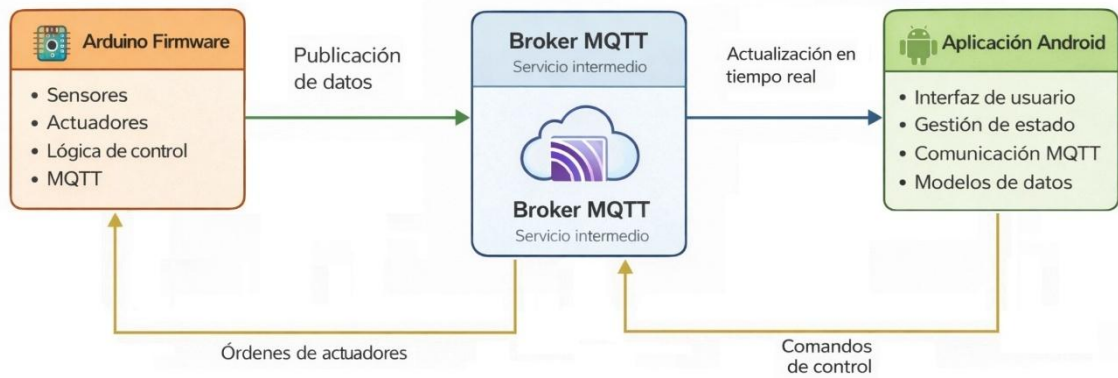 Arduino Firmware
• Sensores
• Actuadores
• Lógica de control
• MQTT
Publicación
de datos
Broker MQTT
Servicio intermedio
Broker MQTT
Servicio intermedio
Actualización en
tiempo real
Aplicación Android
• Interfaz de usuario
• Gestión de estado
• Comunicación MQTT
• Modelos de datos
Órdenes de actuadores
Comandos
de control